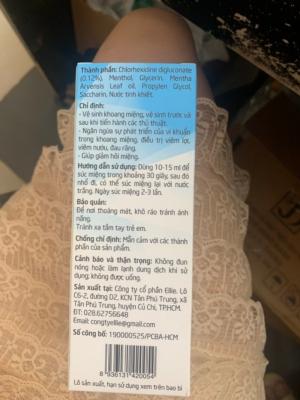 Thành phần: Chlorhexidine digluconate
(0.12%), Menthol, Glycerin, Mentha
Arvensis Leaf oil, Propylen Glycol,
Saccharin, Nước tinh khiết.
Chỉ định:
- Vệ sinh khoang miệng, vệ sinh trước và
sau khi tiến hành các thủ thuật.
- Ngăn ngừa sự phát triển của vi khuẩn
trong khoang miệng, điều trị viêm lợi,
viêm nướu, đau răng.
- Giúp giảm hôi miệng.
Hướng dẫn sử dụng: Dùng 10-15 ml để
súc miệng trong khoảng 30 giây, sau đó
nhổ đi, có thể súc miệng lại với nước
trắng. Ngày súc miệng 2-3 lần.
Bảo quản:
Để nơi thoáng mát, khô ráo tránh ánh
nắng.
Tránh xa tầm tay trẻ em.
Chống chỉ định: Mẫn cảm với các thành
phần của sản phẩm.
Cảnh báo và thận trọng: Không đun
nóng hoặc làm lạnh dung dịch khi sử
dụng; không được uống.
Sản xuất tại: Công ty cổ phần Ellie. Lô
C6-2, đường D2, KCN Tân Phú Trung, xã
Tân Phú Trung, huyện Củ Chi, TP.HCM.
ĐT: 028.62756648
Email: congtyellie@gmail.com
Số công bố: 190000525/PCBA-HCM
8 936131 420054
Lô sản xuất, hạn sử dụng xem trên bao bì